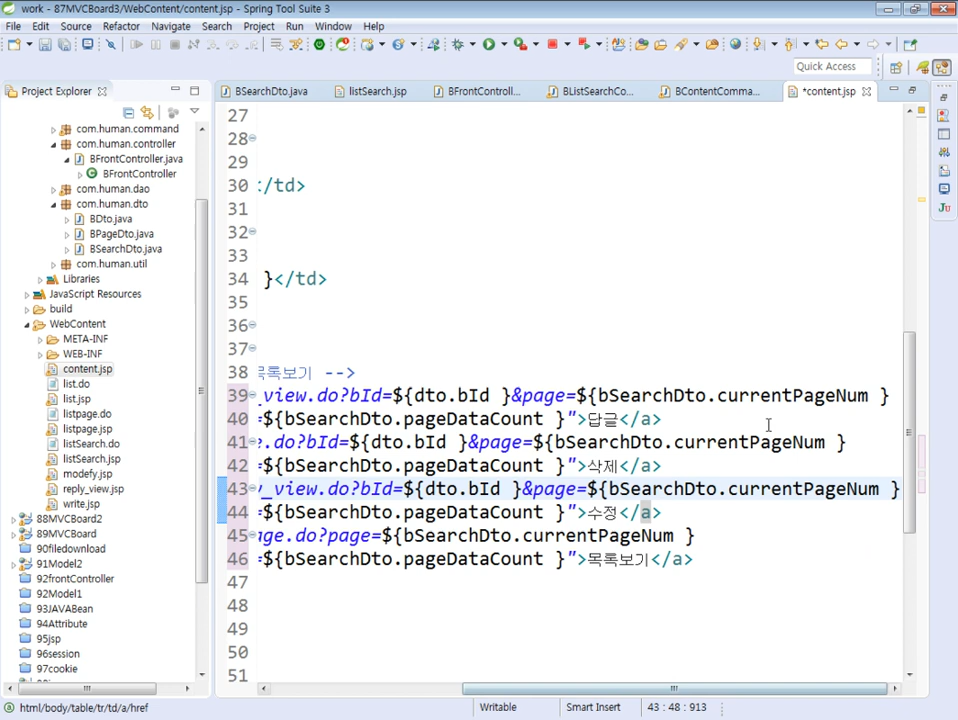 work - 87MVCBoard3/WebContent/content.jsp - Spring Tool Suite 3
File Edit Source Refactor Navigate Search Project Run Window Help
Quick Access
Project Explorer
BSearchDto.java listSearch.jsp BFrontControll... BListSearchCo... BContentComma... *content.jsp
com.human.command
com.human.controller
BFrontController.java
BFrontController
com.human.dao
com.human.dto
BDto.java
BPageDto.java
BSearchDto.java
com.human.util
Libraries
JavaScript Resources
build
WebContent
META-INF
WEB-INF
content.jsp
list.do
list.jsp
listpage.do
listpage.jsp
listSearch.do
listSearch.jsp
modefy.jsp
reply_view.jsp
write.jsp
88MVCBoard2
89MVCBoard
90filedownload
91Model2
92frontController
92Model1
93JAVABean
94Attribute
95jsp
96session
97cookie
27
28
29
30 </td>
31
32
33
34 }</td>
35
36
37
38 목록보기 -->
39 _view.do?bId=${dto.bId }&page=${bSearchDto.currentPageNum }
40 =${bSearchDto.pageDataCount }">답글</a>
41 e.do?bId=${dto.bId }&page=${bSearchDto.currentPageNum }
42 =${bSearchDto.pageDataCount }">삭제</a>
43 y_view.do?bId=${dto.bId }&page=${bSearchDto.currentPageNum }
44 =${bSearchDto.pageDataCount }">수정</a>
45 age.do?page=${bSearchDto.currentPageNum }
46 =${bSearchDto.pageDataCount }">목록보기</a>
47
48
49
50
51
html/body/table/tr/td/a/href Writable Smart Insert 43 : 48 : 913